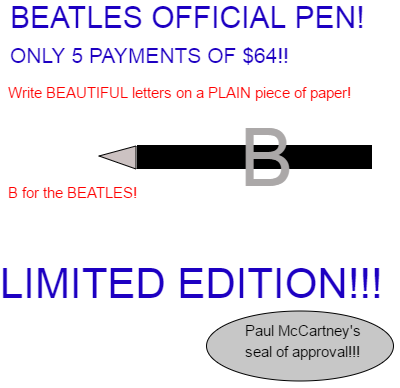 BEATLES OFFICIAL PEN!
ONLY 5 PAYMENTS OF $64!!
Write BEAUTIFUL letters on a PLAIN piece of paper!
B
B for the BEATLES!
LIMITED EDITION!!!
Paul McCartney's
seal of approval!!!